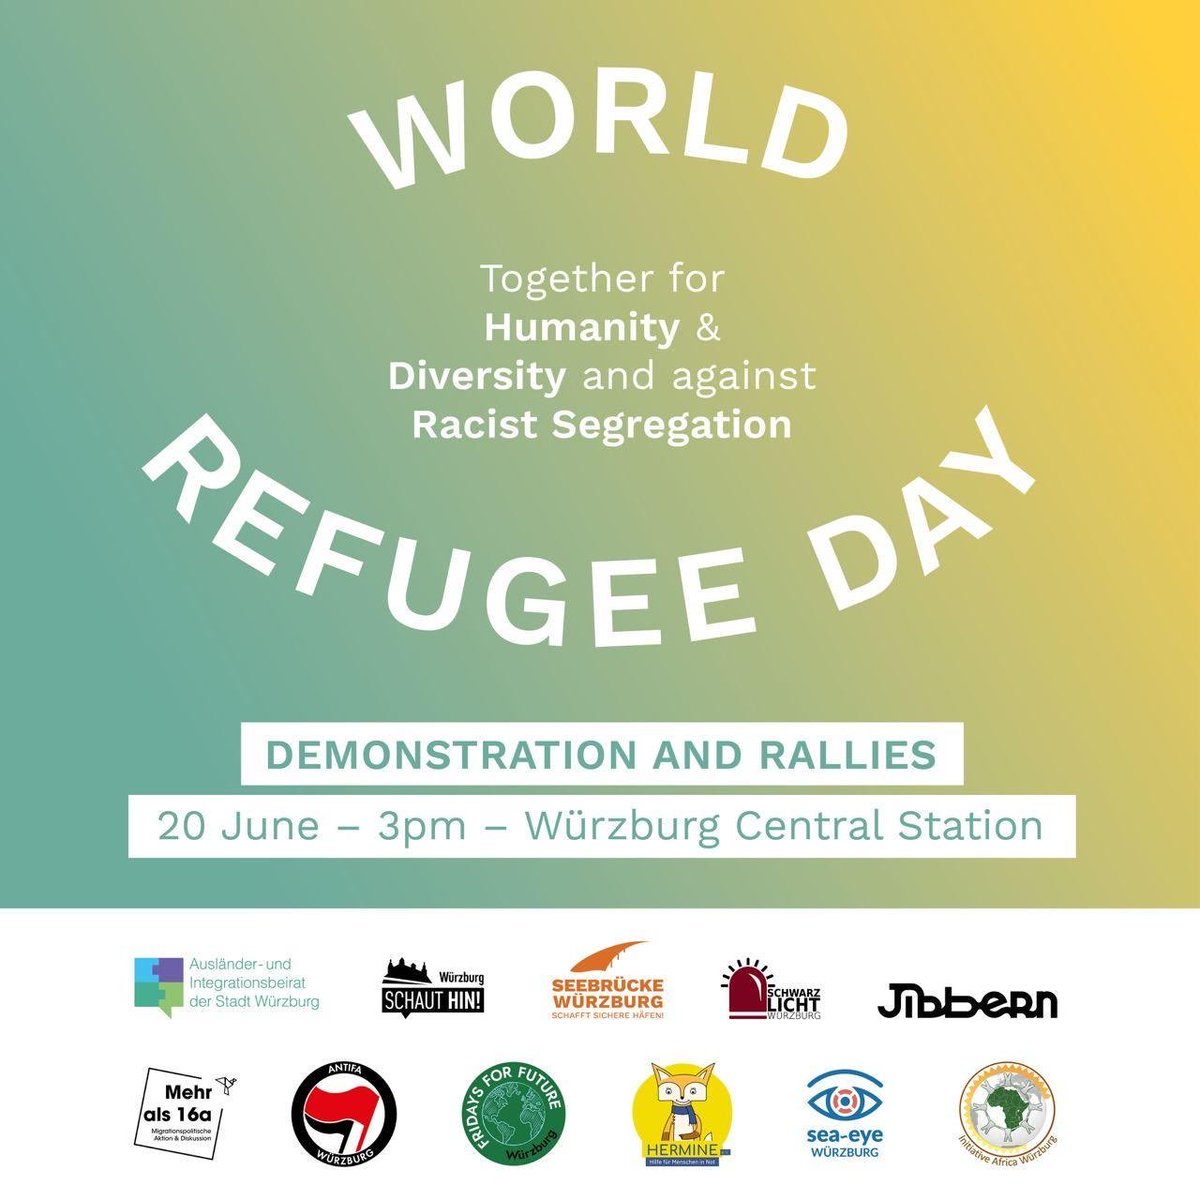 WORLD
Together for
Humanity &
Diversity and against
Racist Segregation
REFUGEE DAY
DEMONSTRATION AND RALLIES
20 June – 3pm – Würzburg Central Station
Ausländer- und
Integrationsbeirat
der Stadt Würzburg
Würzburg
SCHAUT HIN!
SEEBRÜCKE
WÜRZBURG
SCHAFFT SICHERE HÄFEN!
SCHWARZ
LICHT
WÜRZBURG
Jibbern
Mehr
als 16a
Migrationspolitische
Aktion & Diskussion
ANTIFA
WÜRZBURG
FRIDAYS FOR FUTURE
Würzburg
HERMINE
Hilfe für Menschen in Not
sea-eye
WÜRZBURG
Initiative Africa Würzburg